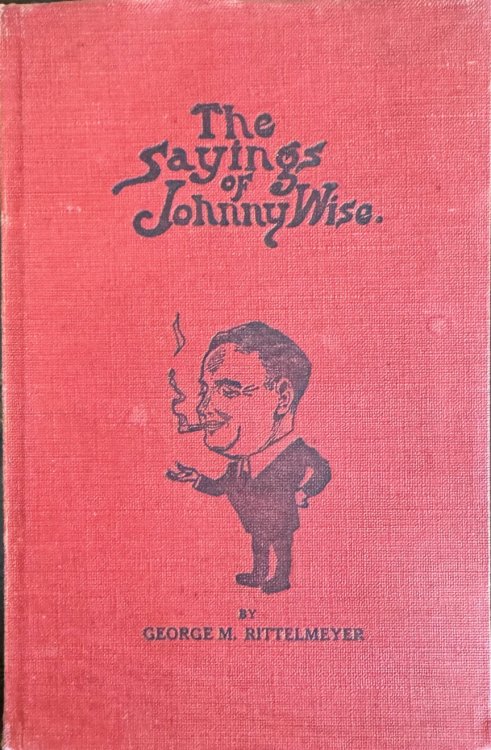 The
Sayings
of
Johnny Wise.
BY
GEORGE M. RITTELMEYER